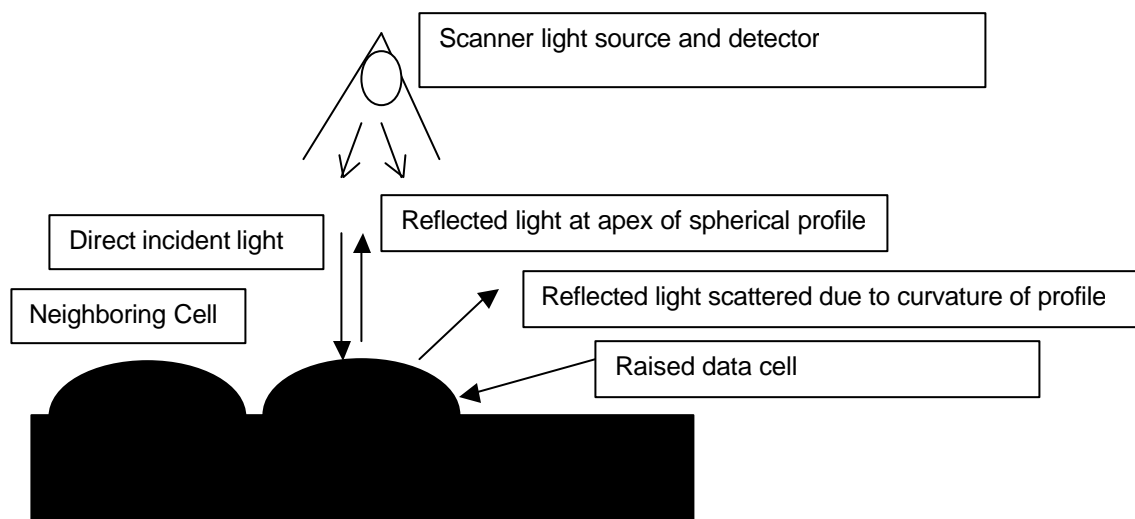 Scanner light source and detector
Reflected light at apex of spherical profile
Direct incident light
Reflected light scattered due to curvature of profile
Neighboring Cell
Raised data cell